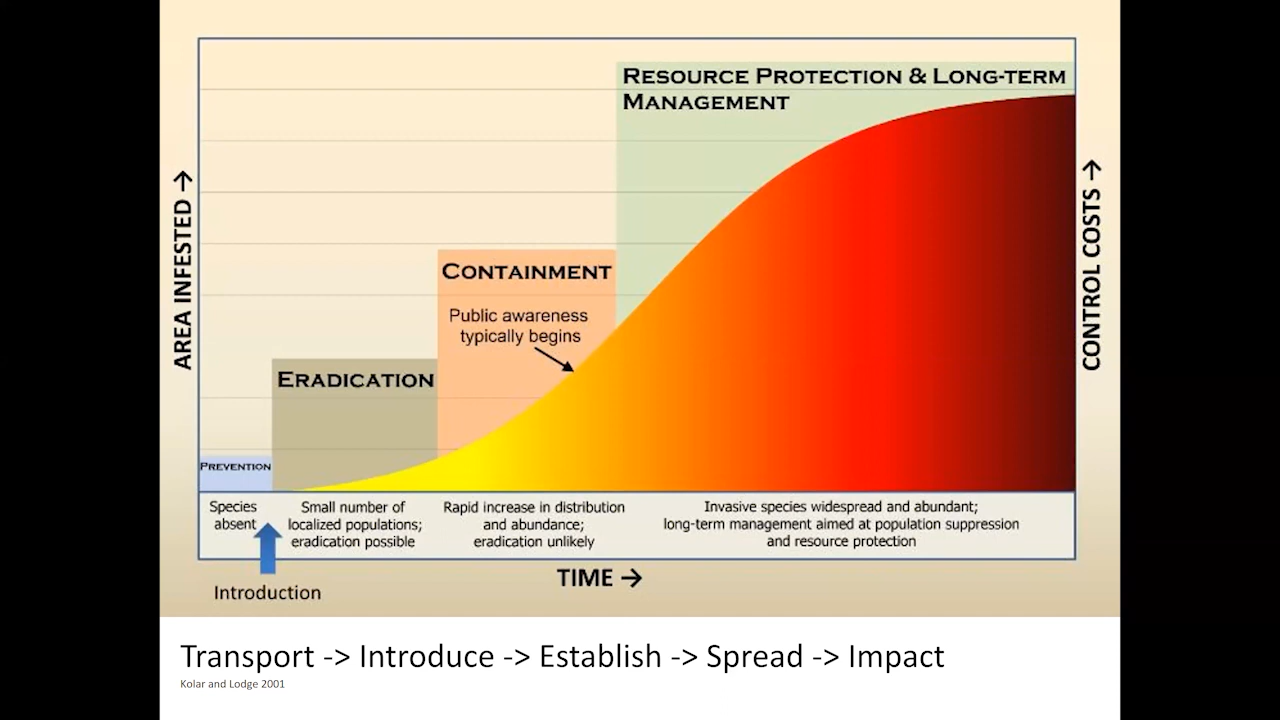 RESOURCE PROTECTION & LONG-TERM
MANAGEMENT
CONTAINMENT
Public awareness
typically begins
ERADICATION
PREVENTION
AREA INFESTED →
CONTROL COSTS →
Species
absent
Small number of
localized populations;
eradication possible
Rapid increase in distribution
and abundance;
eradication unlikely
Invasive species widespread and abundant;
long-term management aimed at population suppression
and resource protection
TIME →
Introduction
Transport -> Introduce -> Establish -> Spread -> Impact
Kolar and Lodge 2001